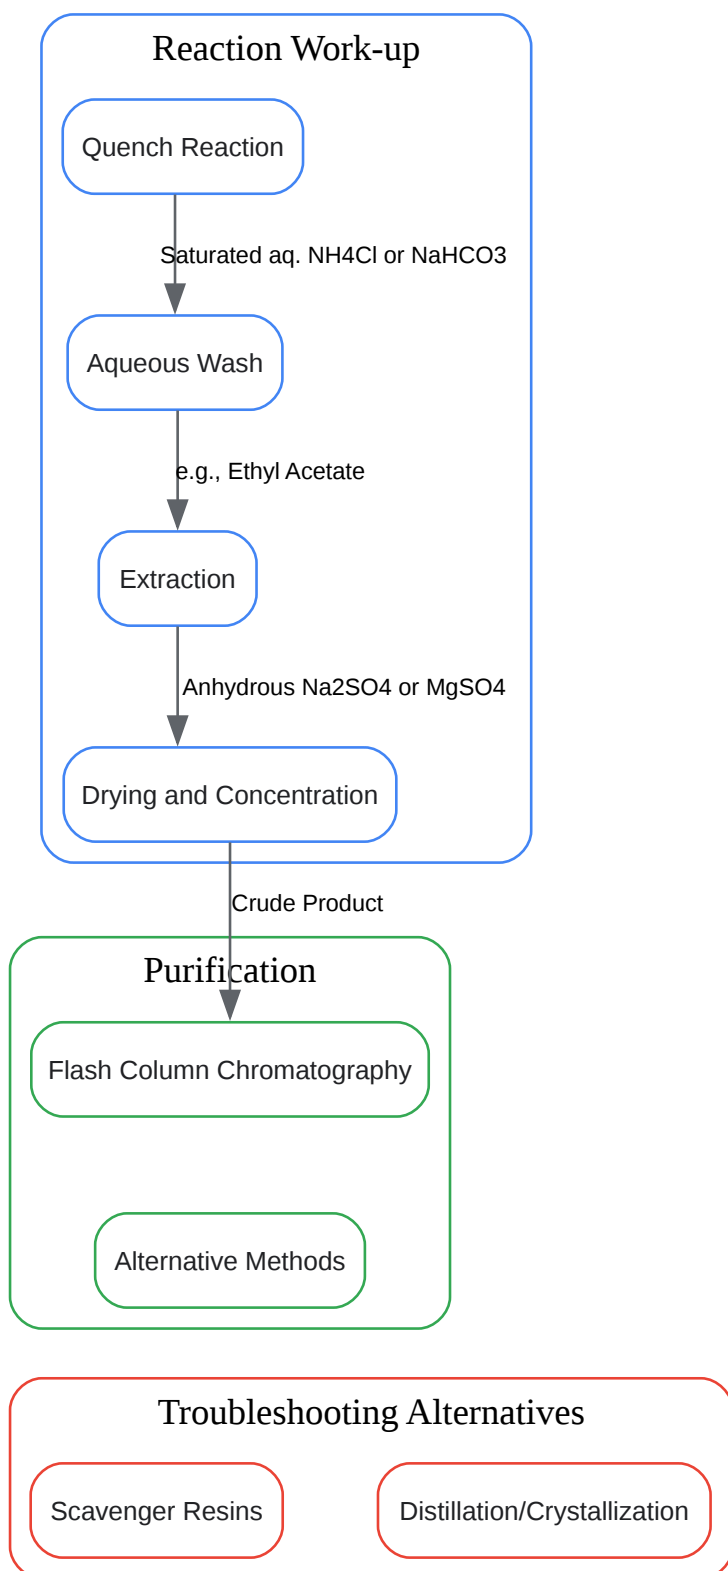 Reaction Work-up
Quench Reaction
Saturated aq. NH4Cl or NaHCO3
Aqueous Wash
e.g., Ethyl Acetate
Extraction
Anhydrous Na2SO4 or MgSO4
Drying and Concentration
Crude Product
Purification
Flash Column Chromatography
Alternative Methods
Troubleshooting Alternatives
Scavenger Resins
Distillation/Crystallization